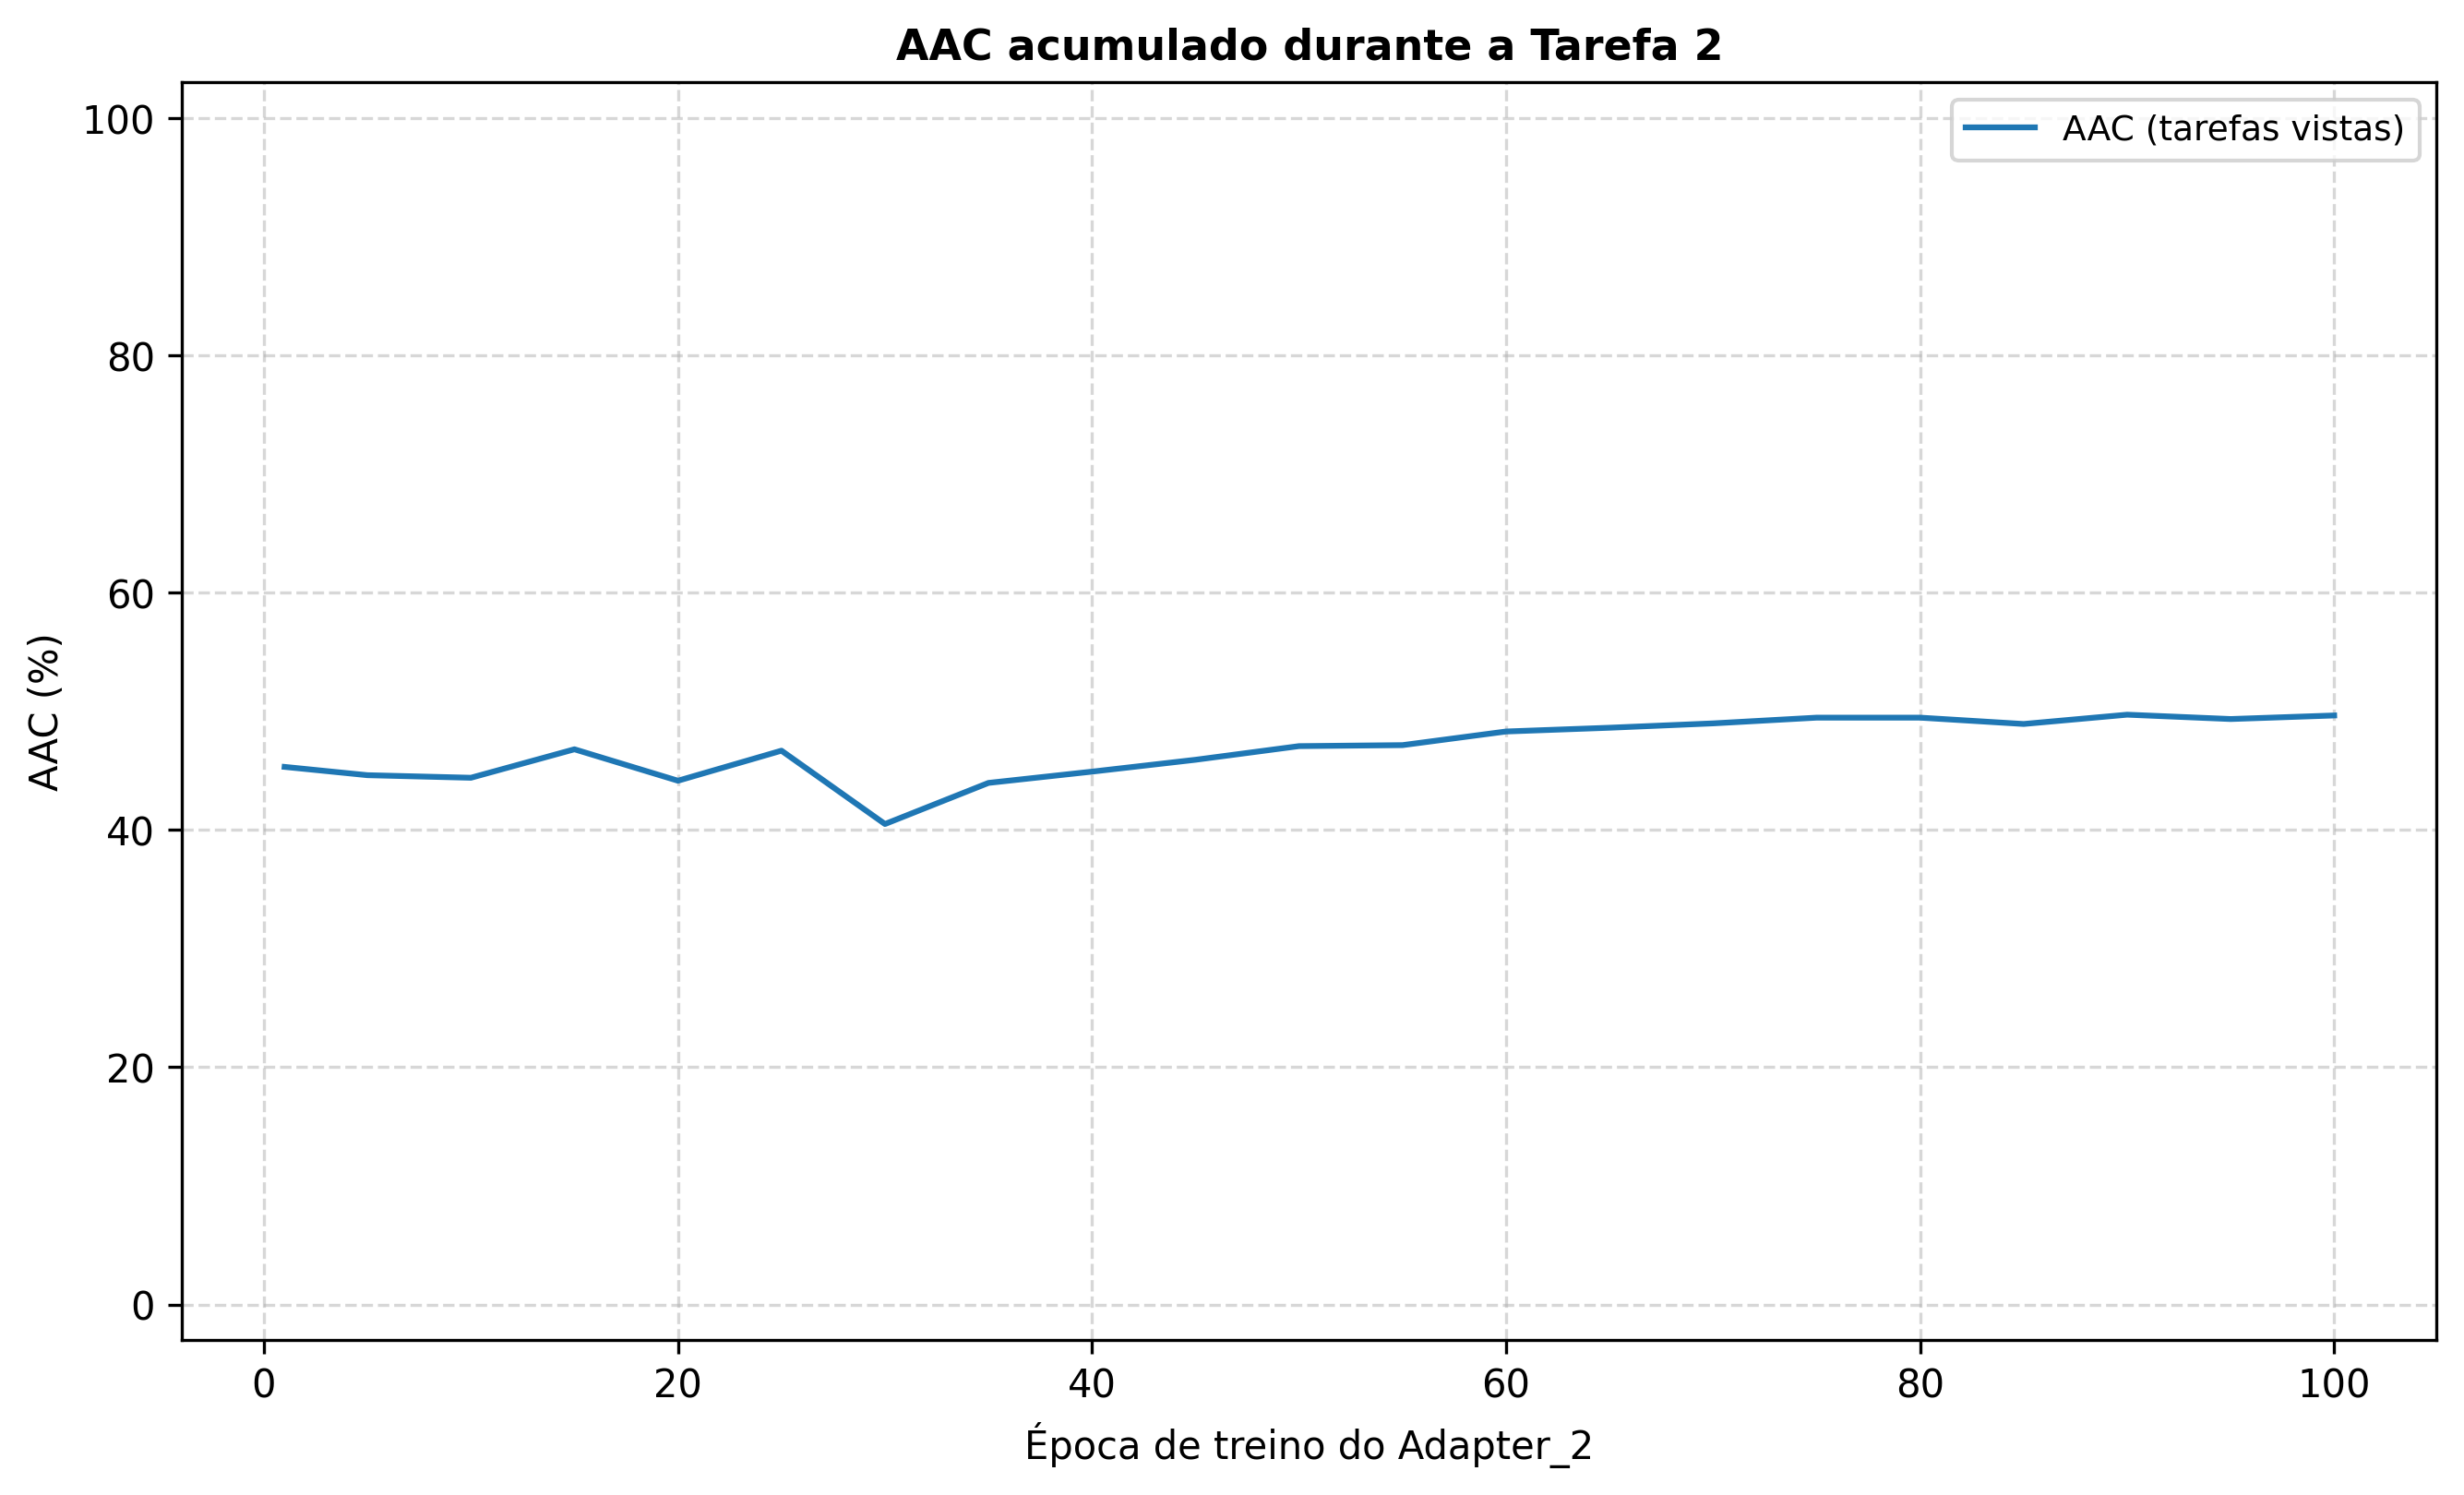 AAC acumulado durante a Tarefa 2
AAC (tarefas vistas)
100
80
60
40
20
0
AAC (%)
0 20 40 60 80 100
Época de treino do Adapter_2